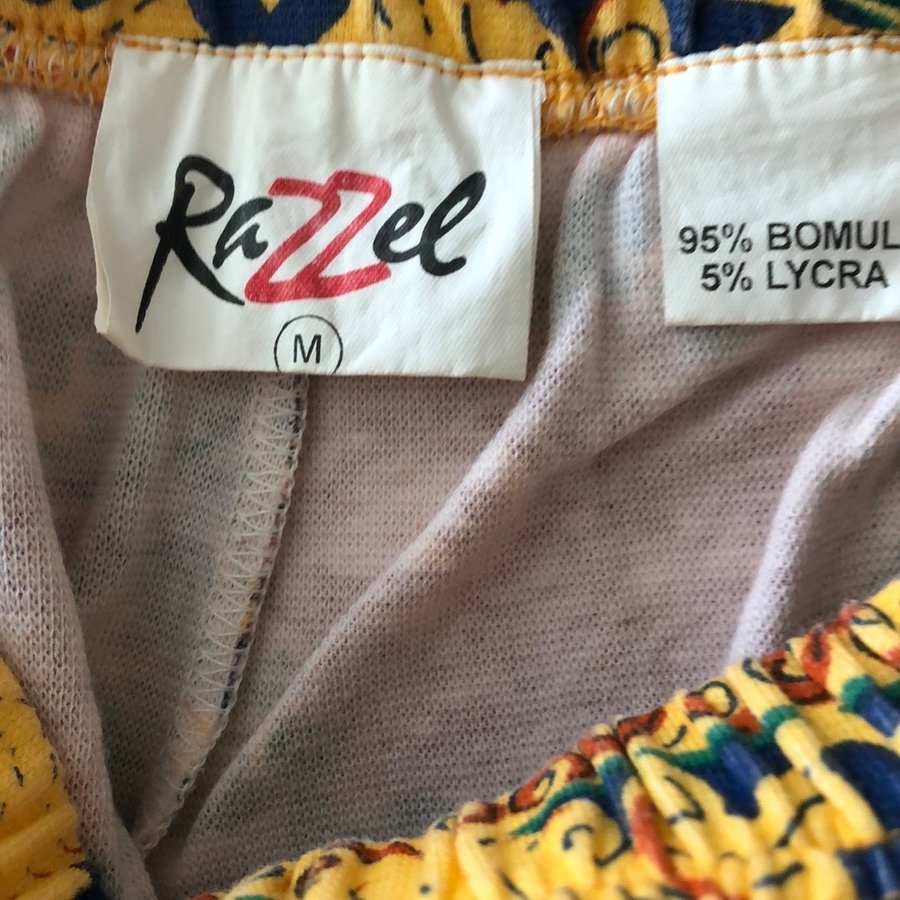 RaZZel
M
95% BOMUL
5% LYCRA